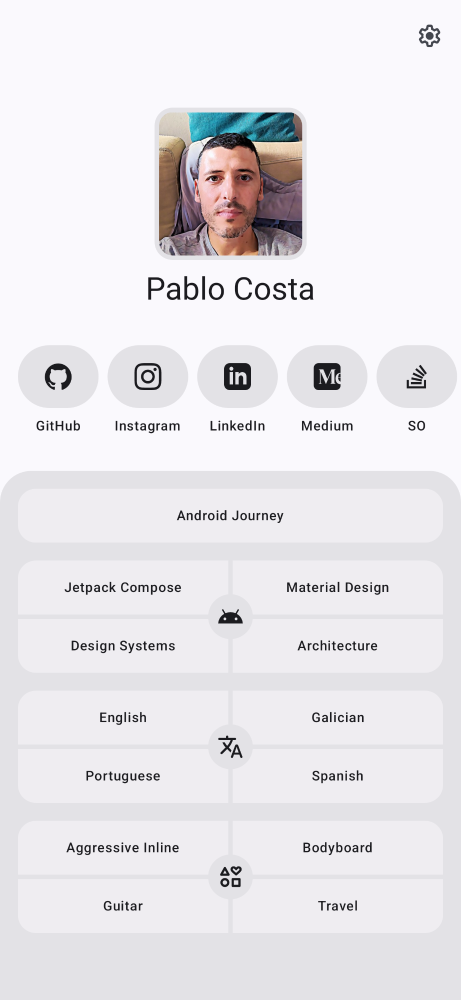 Pablo Costa
GitHub Instagram LinkedIn Medium SO
Android Journey
Jetpack Compose Material Design
Design Systems Architecture
English Galician
Portuguese Spanish
Aggressive Inline Bodyboard
Guitar Travel